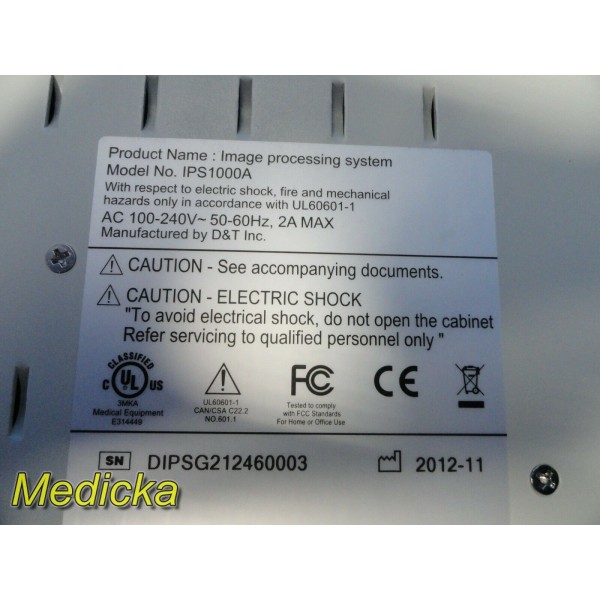 Product Name : Image processing system
Model No. IPS1000A
With respect to electric shock, fire and mechanical
hazards only in accordance with UL60601-1
AC 100-240V~ 50-60Hz, 2A MAX
Manufactured by D&T Inc.
⚠ CAUTION - See accompanying documents.
⚠ CAUTION - ELECTRIC SHOCK
"To avoid electrical shock, do not open the cabinet
Refer servicing to qualified personnel only "
CLASSIFIED
C UL US
3MKA
Medical Equipment
E314449
UL60601-1
CAN/CSA C22.2
NO.601.1
FC
Tested to comply
with FCC Standards
For Home or Office Use
CE
SN DIPSG212460003 2012-11
Medicka